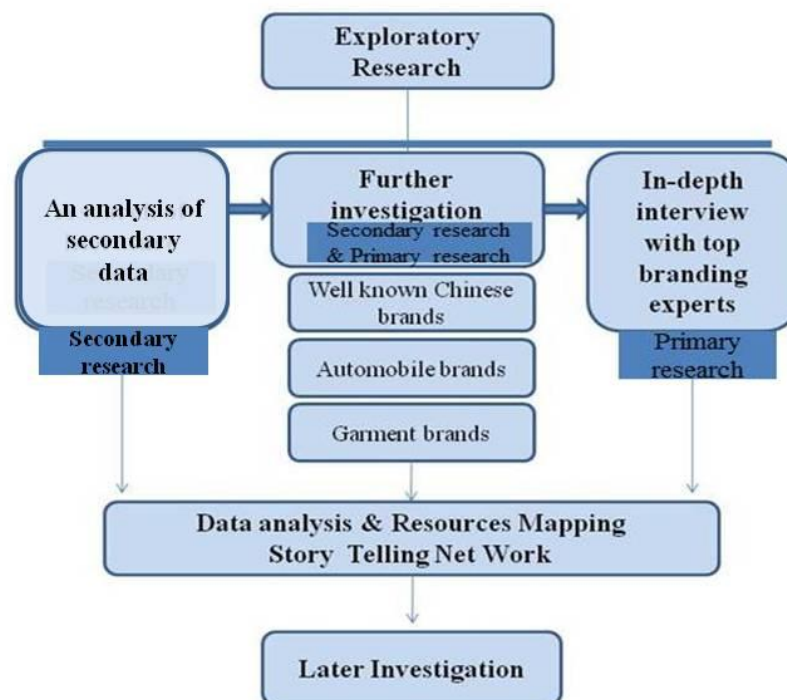 Exploratory
Research
An analysis of
secondary
data
Secondary
research
Secondary
research
Further
investigation
Secondary research
& Primary research
Well known Chinese
brands
Automobile brands
Garment brands
In-depth
interview
with top
branding
experts
Primary
research
Data analysis & Resources Mapping
Story Telling Net Work
Later Investigation